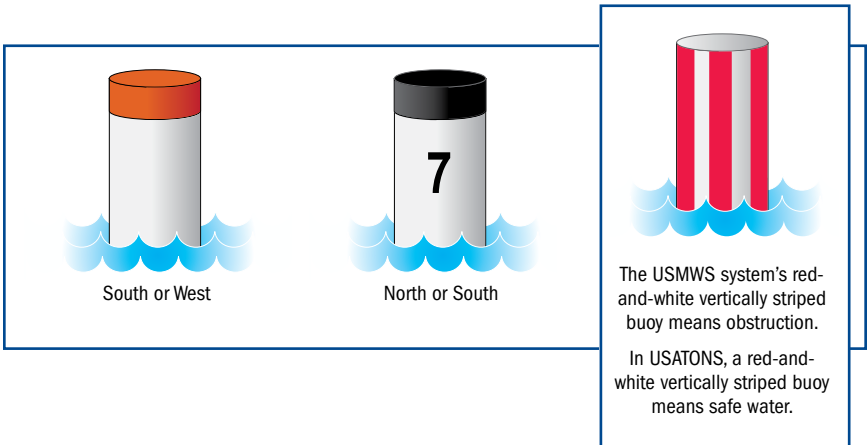 7
South or West
North or South
The USMWS system's red-
and-white vertically striped
buoy means obstruction.
In USATONS, a red-and-
white vertically striped buoy
means safe water.